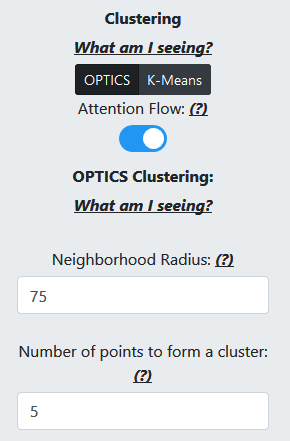 Clustering
What am I seeing?
OPTICS K-Means
Attention Flow: (?)
OPTICS Clustering:
What am I seeing?
Neighborhood Radius: (?)
75
Number of points to form a cluster:
(?)
5